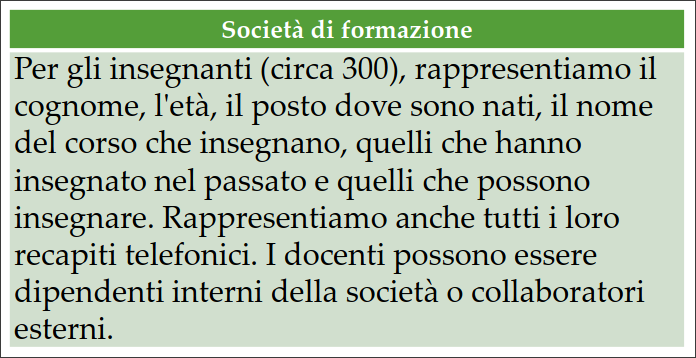 Società di formazione
Per gli insegnanti (circa 300), rappresentiamo il
cognome, l'età, il posto dove sono nati, il nome
del corso che insegnano, quelli che hanno
insegnato nel passato e quelli che possono
insegnare. Rappresentiamo anche tutti i loro
recapiti telefonici. I docenti possono essere
dipendenti interni della società o collaboratori
esterni.